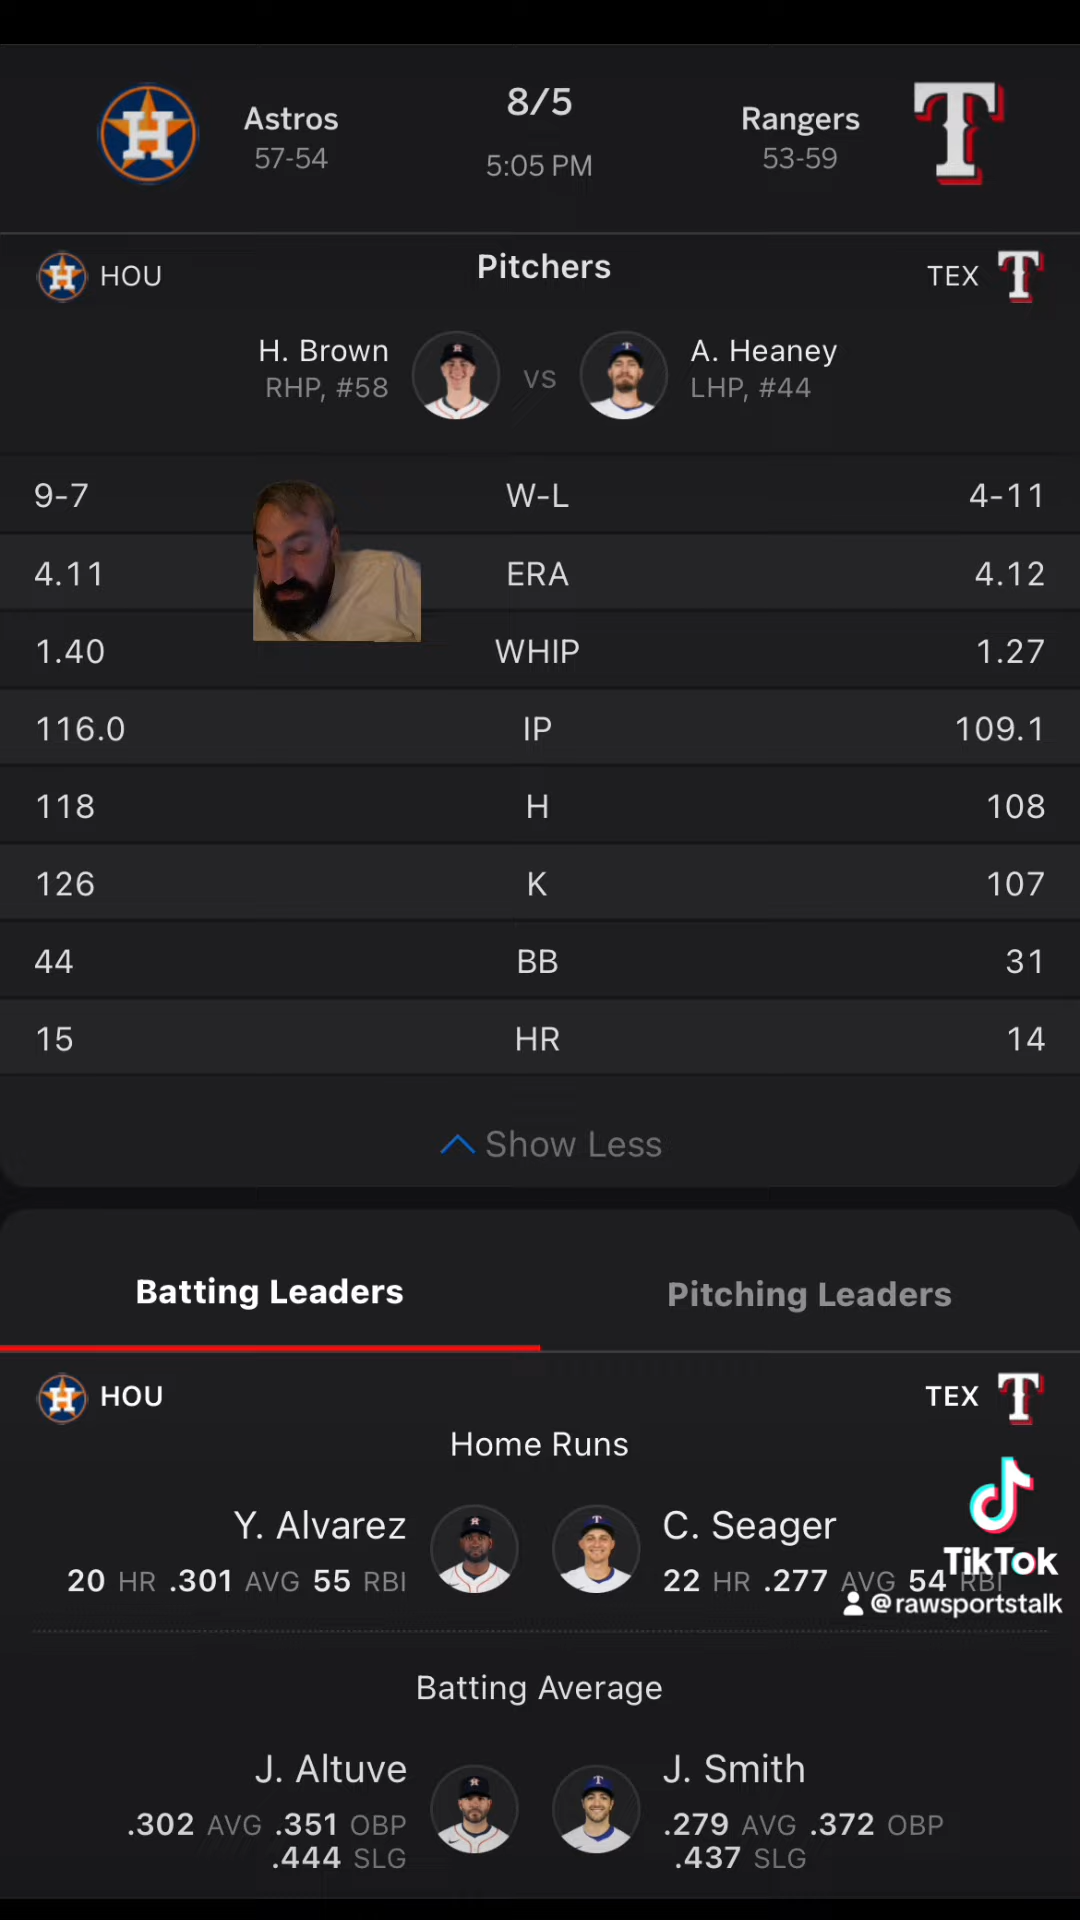 Astros
57-54
8/5
5:05 PM
Rangers
53-59
HOU
Pitchers
TEX
H. Brown
RHP, #58
vs
A. Heaney
LHP, #44
9-7 W-L 4-11
4.11 ERA 4.12
1.40 WHIP 1.27
116.0 IP 109.1
118 H 108
126 K 107
44 BB 31
15 HR 14
Show Less
Batting Leaders
Pitching Leaders
HOU
TEX
Home Runs
Y. Alvarez
20 HR .301 AVG 55 RBI
C. Seager
22 HR .277 AVG 54 RBI
TikTok
@rawsportstalk
Batting Average
J. Altuve
.302 AVG .351 OBP
.444 SLG
J. Smith
.279 AVG .372 OBP
.437 SLG